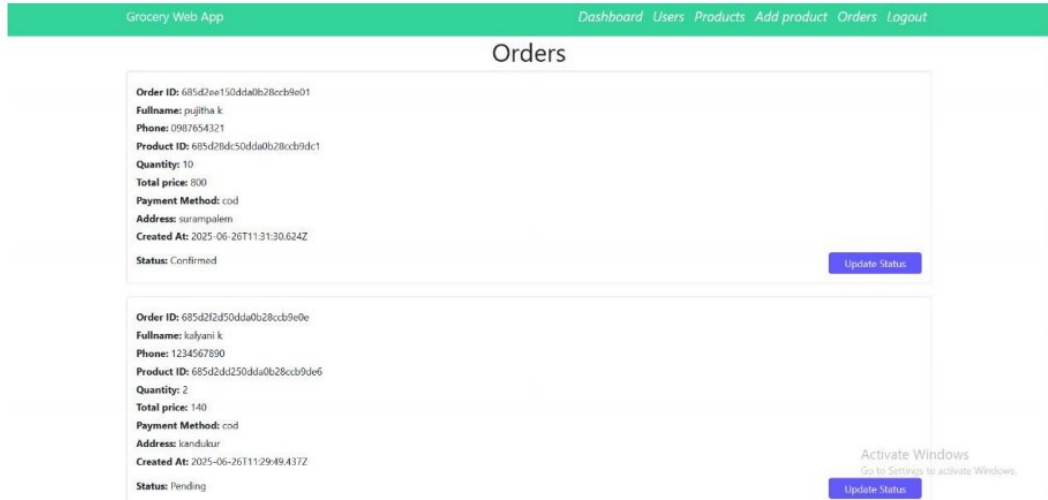 Grocery Web App
Dashboard Users Products Add product Orders Logout
Orders
Order ID: 685d2ee150dda0b28ccb9e01
Fullname: pujitha k
Phone: 0987654321
Product ID: 685d28dc50dda0b28ccb9dc1
Quantity: 10
Total price: 800
Payment Method: cod
Address: surampalem
Created At: 2025-06-26T11:31:30.624Z
Status: Confirmed
Update Status
Order ID: 685d2f2d50dda0b28ccb9e0e
Fullname: kalyani k
Phone: 1234567890
Product ID: 685d2dd250dda0b28ccb9de6
Quantity: 2
Total price: 140
Payment Method: cod
Address: kandukur
Created At: 2025-06-26T11:29:49.437Z
Status: Pending
Update Status
Activate Windows
Go to Settings to activate Windows.